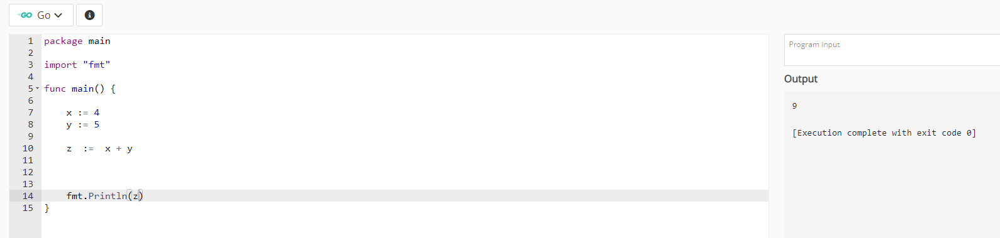 GO Go
1 package main
2
3 import "fmt"
4
5 func main() {
6
7 x := 4
8 y := 5
9
10 z := x + y
11
12
13
14 fmt.Println(z)
15 }
Program input
Output
9
[Execution complete with exit code 0]